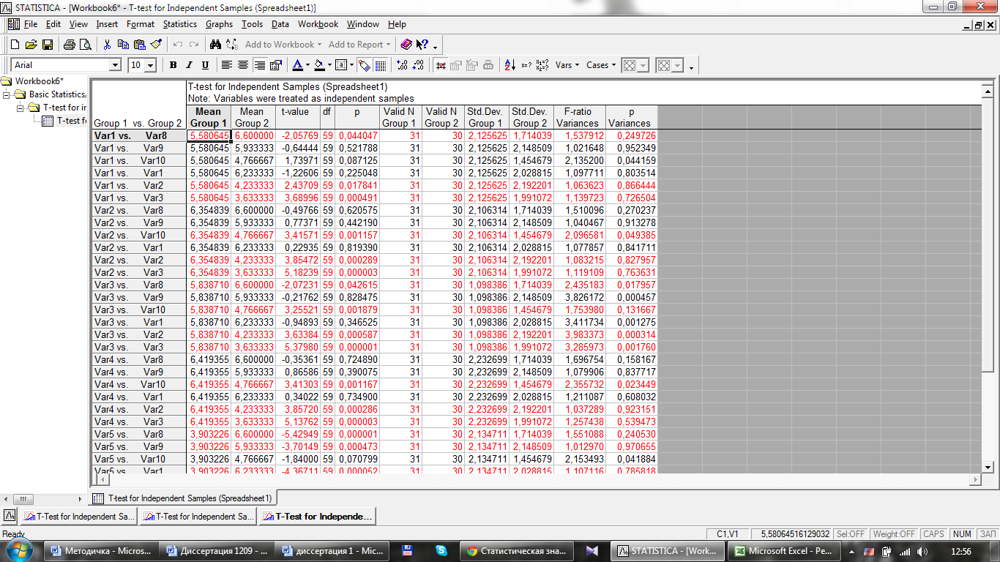 STATISTICA - [Workbook6* - T-test for Independent Samples (Spreadsheet1)]
File Edit View Insert Format Statistics Graphs Tools Data Workbook Window Help
Add to Workbook Add to Report
Arial 10 B I U A Vars Cases
Workbook6*
Basic Statistics/
T-test for ir
T-test fo
T-test for Independent Samples (Spreadsheet1)
Note: Variables were treated as independent samples
Group 1 vs. Group 2 Mean Group 1 Mean Group 2 t-value df p Valid N Group 1 Valid N Group 2 Std.Dev. Group 1 Std.Dev. Group 2 F-ratio Variances p Variances
Var1 vs. Var8 5,580645 6,600000 -2,05769 59 0,044047 31 30 2,125625 1,714039 1,537912 0,249726
Var1 vs. Var9 5,580645 5,933333 -0,64444 59 0,521788 31 30 2,125625 2,148509 1,021648 0,952349
Var1 vs. Var10 5,580645 4,766667 1,73971 59 0,087125 31 30 2,125625 1,454679 2,135200 0,044159
Var1 vs. Var1 5,580645 6,233333 -1,22606 59 0,225048 31 30 2,125625 2,028815 1,097711 0,803514
Var1 vs. Var2 5,580645 4,233333 2,43709 59 0,017841 31 30 2,125625 2,192201 1,063623 0,866444
Var1 vs. Var3 5,580645 3,633333 3,68996 59 0,000491 31 30 2,125625 1,991072 1,139723 0,726504
Var2 vs. Var8 6,354839 6,600000 -0,49766 59 0,620575 31 30 2,106314 1,714039 1,510096 0,270237
Var2 vs. Var9 6,354839 5,933333 0,77371 59 0,442190 31 30 2,106314 2,148509 1,040467 0,913278
Var2 vs. Var10 6,354839 4,766667 3,41571 59 0,001157 31 30 2,106314 1,454679 2,096581 0,049385
Var2 vs. Var1 6,354839 6,233333 0,22935 59 0,819390 31 30 2,106314 2,028815 1,077857 0,841711
Var2 vs. Var2 6,354839 4,233333 3,85472 59 0,000289 31 30 2,106314 2,192201 1,083215 0,827957
Var2 vs. Var3 6,354839 3,633333 5,18239 59 0,000003 31 30 2,106314 1,991072 1,119109 0,763631
Var3 vs. Var8 5,838710 6,600000 -2,07231 59 0,042615 31 30 1,098386 1,714039 2,435183 0,017957
Var3 vs. Var9 5,838710 5,933333 -0,21762 59 0,828475 31 30 1,098386 2,148509 3,826172 0,000457
Var3 vs. Var10 5,838710 4,766667 3,25521 59 0,001879 31 30 1,098386 1,454679 1,753980 0,131667
Var3 vs. Var1 5,838710 6,233333 -0,94893 59 0,346525 31 30 1,098386 2,028815 3,411734 0,001275
Var3 vs. Var2 5,838710 4,233333 3,63384 59 0,000587 31 30 1,098386 2,192201 3,983373 0,000314
Var3 vs. Var3 5,838710 3,633333 5,37980 59 0,000001 31 30 1,098386 1,991072 3,285973 0,001760
Var4 vs. Var8 6,419355 6,600000 -0,35361 59 0,724890 31 30 2,232699 1,714039 1,696754 0,158167
Var4 vs. Var9 6,419355 5,933333 0,86586 59 0,390075 31 30 2,232699 2,148509 1,079906 0,837717
Var4 vs. Var10 6,419355 4,766667 3,41303 59 0,001167 31 30 2,232699 1,454679 2,355732 0,023449
Var4 vs. Var1 6,419355 6,233333 0,34022 59 0,734900 31 30 2,232699 2,028815 1,211087 0,608032
Var4 vs. Var2 6,419355 4,233333 3,85720 59 0,000286 31 30 2,232699 2,192201 1,037289 0,923151
Var4 vs. Var3 6,419355 3,633333 5,13762 59 0,000003 31 30 2,232699 1,991072 1,257438 0,539473
Var5 vs. Var8 3,903226 6,600000 -5,42949 59 0,000001 31 30 2,134711 1,714039 1,551088 0,240530
Var5 vs. Var9 3,903226 5,933333 -3,70149 59 0,000473 31 30 2,134711 2,148509 1,012970 0,970655
Var5 vs. Var10 3,903226 4,766667 -1,84000 59 0,070799 31 30 2,134711 1,454679 2,153493 0,041884
Var5 vs. Var1 3,903226 6,233333 -4,36711 59 0,000052 31 30 2,134711 2,028815 1,107116 0,785818
T-test for Independent Samples (Spreadsheet1)
T-Test for Independent Sa... T-Test for Independent Sa... T-Test for Independe...
Ready C1,V1 5,58064516129032 Sel:OFF Weight:OFF CAPS NUM ЗАП
Методичка - Micros... Диссертация 1209 - ... диссертация 1 - Mic... Статистическая зна... STATISTICA - [Work... Microsoft Excel - Ре... 12:56